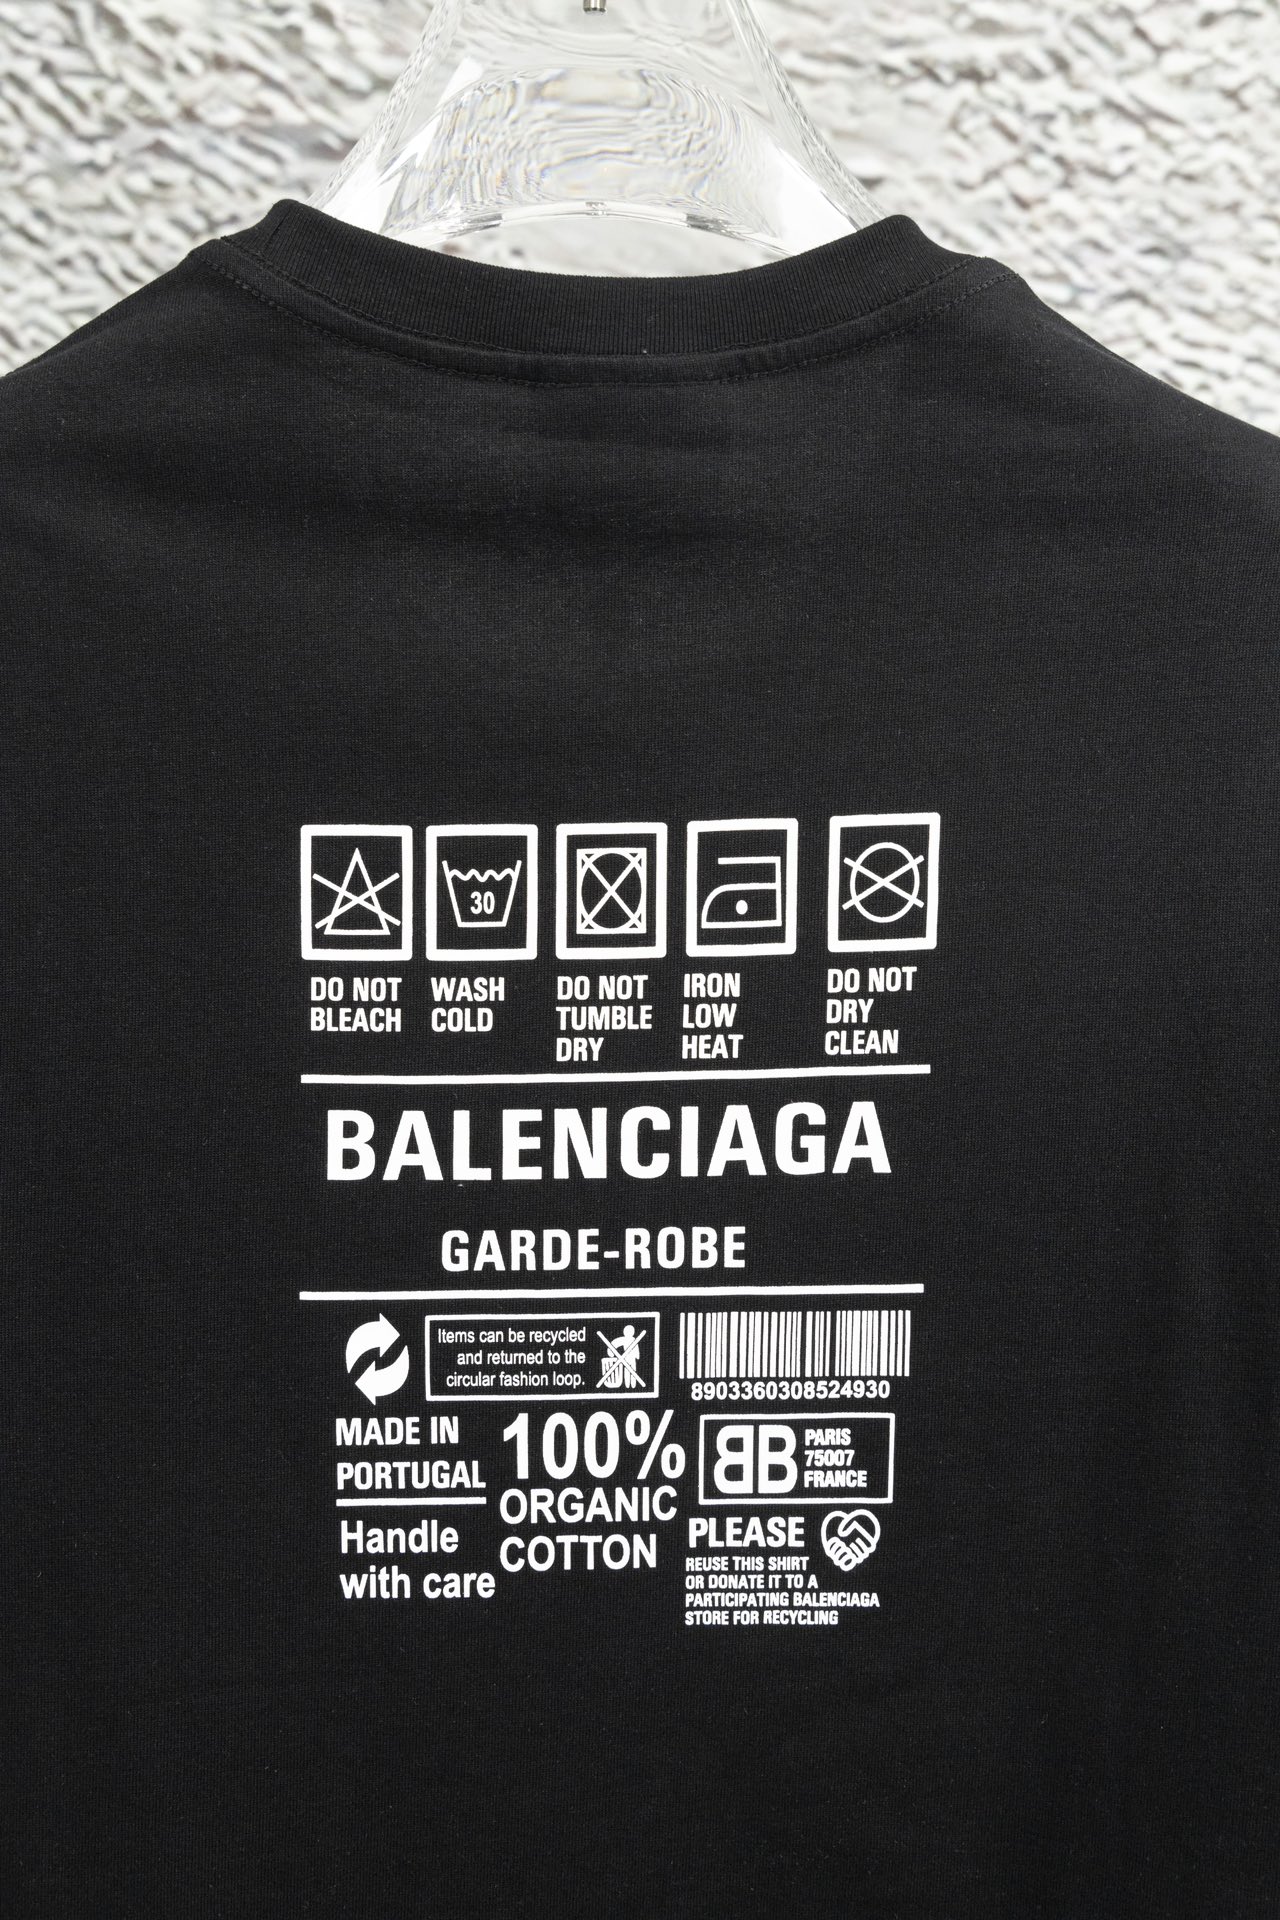 DO NOT
BLEACH
WASH
COLD
30
DO NOT
TUMBLE
DRY
IRON
LOW
HEAT
DO NOT
DRY
CLEAN
BALENCIAGA
GARDE-ROBE
Items can be recycled
and returned to the
circular fashion loop.
8903360308524930
MADE IN
PORTUGAL
Handle
with care
100%
ORGANIC
COTTON
BB
PARIS
75007
FRANCE
PLEASE
REUSE THIS SHIRT
OR DONATE IT TO A
PARTICIPATING BALENCIAGA
STORE FOR RECYCLING